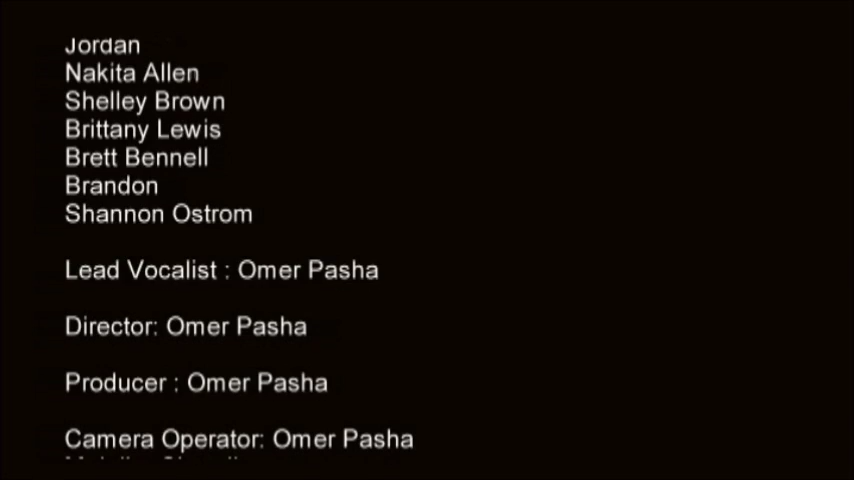 Jordan
Nakita Allen
Shelley Brown
Brittany Lewis
Brett Bennell
Brandon
Shannon Ostrom
Lead Vocalist : Omer Pasha
Director: Omer Pasha
Producer : Omer Pasha
Camera Operator: Omer Pasha